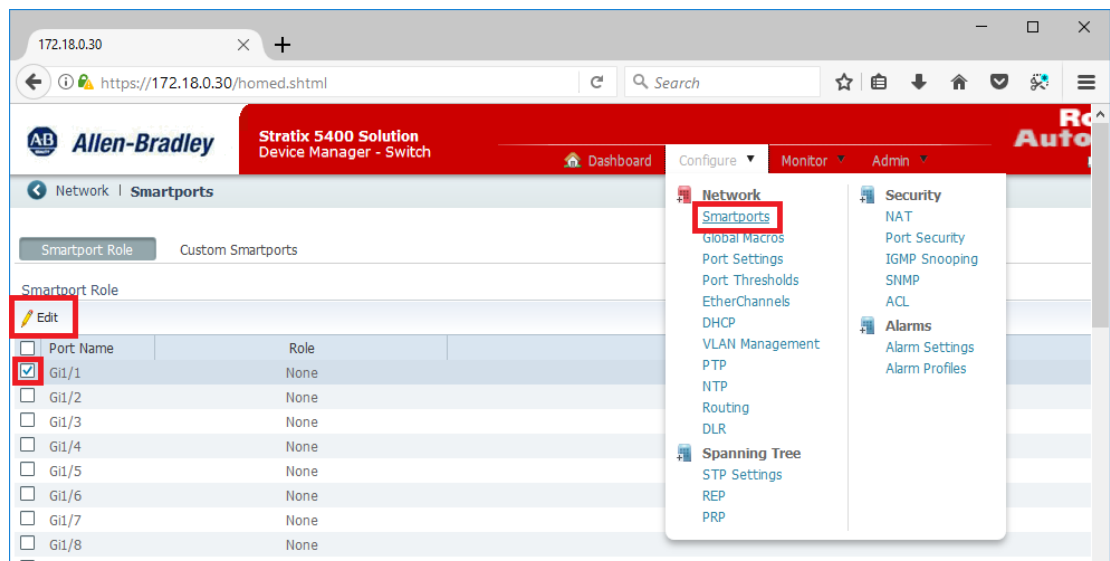 172.18.0.30
https://172.18.0.30/homed.shtml
Search
AB Allen-Bradley
Stratix 5400 Solution
Device Manager - Switch
Dashboard Configure Monitor Admin
Network | Smartports
Smartport Role Custom Smartports
Smartport Role
Edit
Port Name Role
Gi1/1 None
Gi1/2 None
Gi1/3 None
Gi1/4 None
Gi1/5 None
Gi1/6 None
Gi1/7 None
Gi1/8 None
Network
Smartports
Global Macros
Port Settings
Port Thresholds
EtherChannels
DHCP
VLAN Management
PTP
NTP
Routing
DLR
Spanning Tree
STP Settings
REP
PRP
Security
NAT
Port Security
IGMP Snooping
SNMP
ACL
Alarms
Alarm Settings
Alarm Profiles